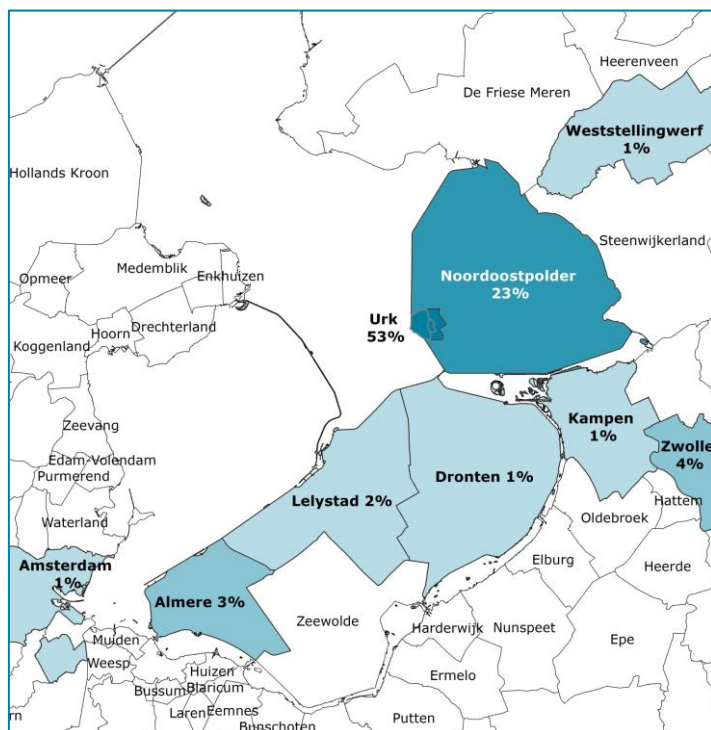 Heerenveen
De Friese Meren
Weststellingwerf
1%
Hollands Kroon
Steenwijkerland
Medemblik
Enkhuizen
Opmeer
Noordoostpolder
23%
Urk
53%
Hoorn
Drechterland
Koggenland
Zeevang
Edam-Volendam
Purmerend
Waterland
Kampen
1%
Zwolle
4%
Dronten 1%
Lelystad 2%
Hattem
Oldebroek
Elburg
Heerde
Amsterdam
1%
Almere 3%
Zeewolde
Harderwijk
Nunspeet
Epe
Muiden
Weesp
Huizen
Bussum
Blaricum
Laren
Eemnes
Ermelo
Putten
Bunschoten
rn